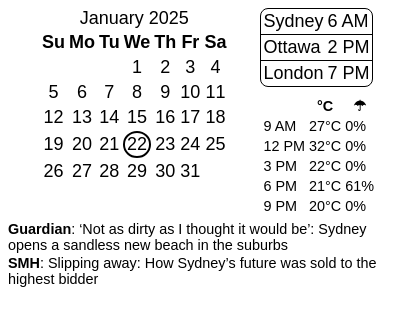 January 2025
Su Mo Tu We Th Fr Sa
1 2 3 4
5 6 7 8 9 10 11
12 13 14 15 16 17 18
19 20 21 22 23 24 25
26 27 28 29 30 31
Sydney 6 AM
Ottawa 2 PM
London 7 PM
°C ☂
9 AM 27°C 0%
12 PM 32°C 0%
3 PM 22°C 0%
6 PM 21°C 61%
9 PM 20°C 0%
Guardian: ‘Not as dirty as I thought it would be’: Sydney
opens a sandless new beach in the suburbs
SMH: Slipping away: How Sydney’s future was sold to the
highest bidder